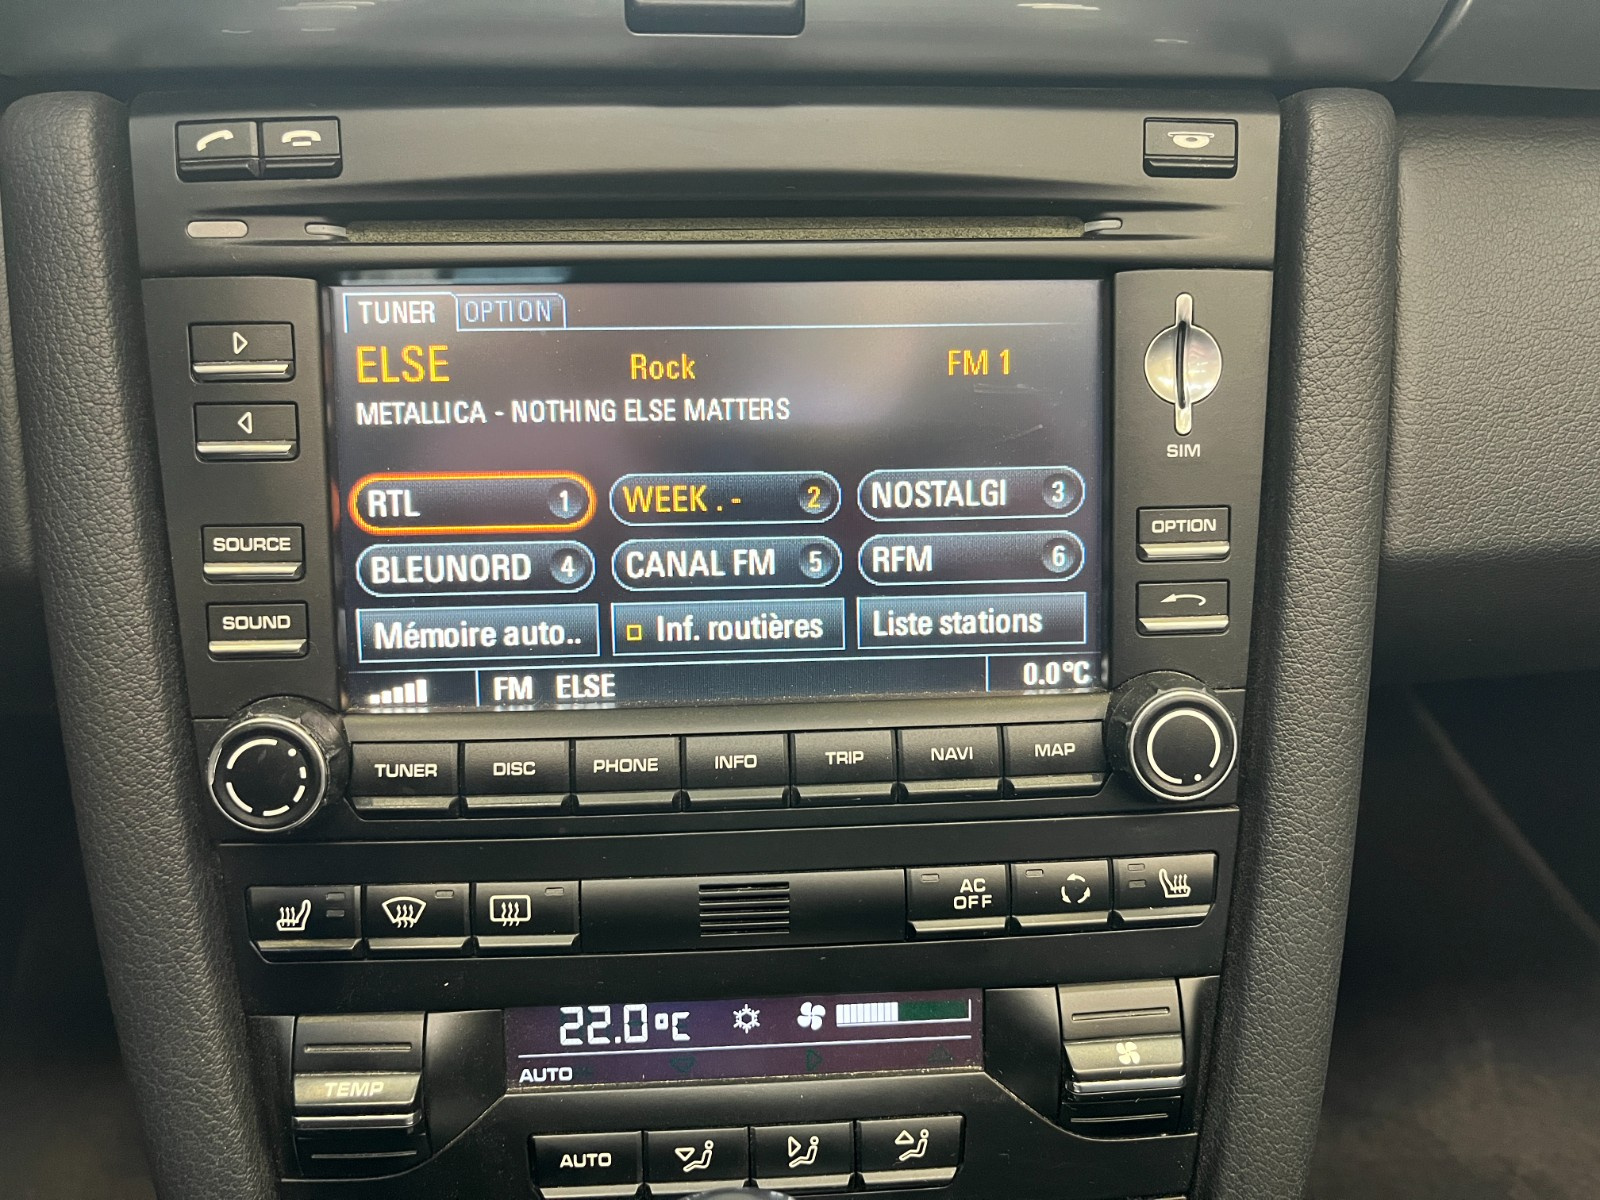 TUNER OPTION
ELSE Rock FM 1
METALLICA - NOTHING ELSE MATTERS
SIM
RTL 1 WEEK . - 2 NOSTALGI 3
BLEUNORD 4 CANAL FM 5 RFM 6
SOURCE
OPTION
SOUND
Mémoire auto.. Inf. routières Liste stations
FM ELSE 0.0°C
TUNER DISC PHONE INFO TRIP NAVI MAP
AC
OFF
22.0°C
AUTO
TEMP
AUTO